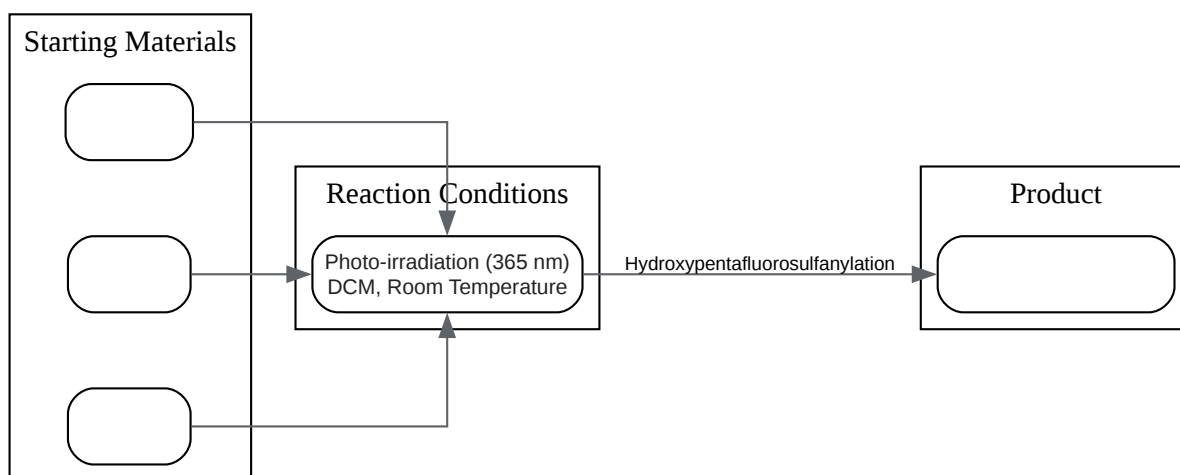 Starting Materials
Reaction Conditions
Photo-irradiation (365 nm)
DCM, Room Temperature
Hydroxypentafluorosulfanylation
Product